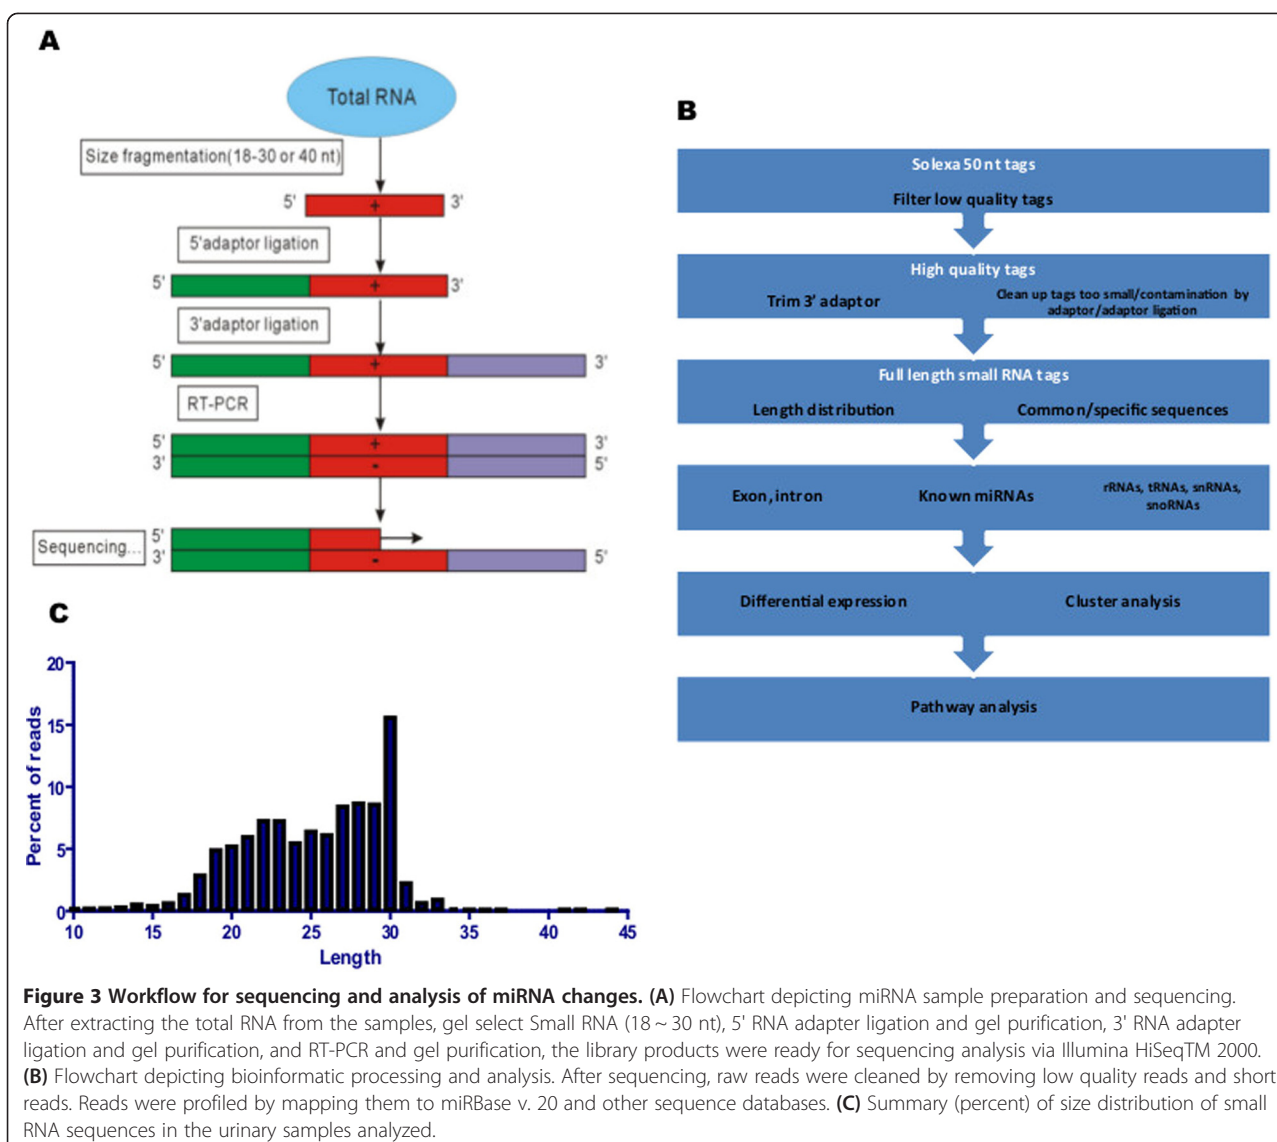 A
Total RNA
Size fragmentation(18-30 or 40 nt)
5' + 3'
5'adaptor ligation
5' + 3'
3'adaptor ligation
5' + 3'
RT-PCR
5' + 3'
3' - 5'
Sequencing...
5'
3' - 5'
B
Solexa 50 nt tags
Filter low quality tags
High quality tags
Trim 3' adaptor
Clean up tags too small/contamination by
adaptor/adaptor ligation
Full length small RNA tags
Length distribution
Common/specific sequences
Exon, intron
Known miRNAs
rRNAs, tRNAs, snRNAs,
snoRNAs
Differential expression
Cluster analysis
Pathway analysis
C
Percent of reads
20
15
10
5
0
10 15 20 25 30 35 40 45
Length
Figure 3 Workflow for sequencing and analysis of miRNA changes. (A) Flowchart depicting miRNA sample preparation and sequencing.
After extracting the total RNA from the samples, gel select Small RNA (18 ~ 30 nt), 5' RNA adapter ligation and gel purification, 3' RNA adapter
ligation and gel purification, and RT-PCR and gel purification, the library products were ready for sequencing analysis via Illumina HiSeqTM 2000.
(B) Flowchart depicting bioinformatic processing and analysis. After sequencing, raw reads were cleaned by removing low quality reads and short
reads. Reads were profiled by mapping them to miRBase v. 20 and other sequence databases. (C) Summary (percent) of size distribution of small
RNA sequences in the urinary samples analyzed.